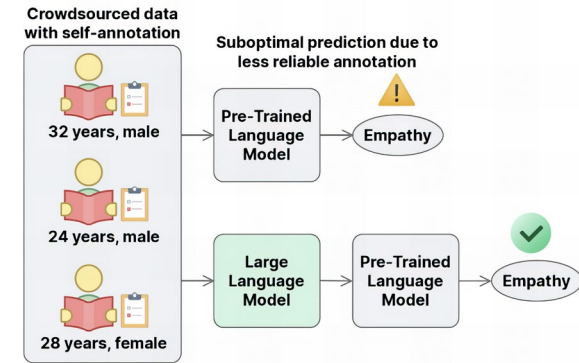 Crowdsourced data
with self-annotation
32 years, male
24 years, male
28 years, female
Suboptimal prediction due to
less reliable annotation
Pre-Trained
Language
Model
Empathy
Large
Language
Model
Pre-Trained
Language
Model
Empathy